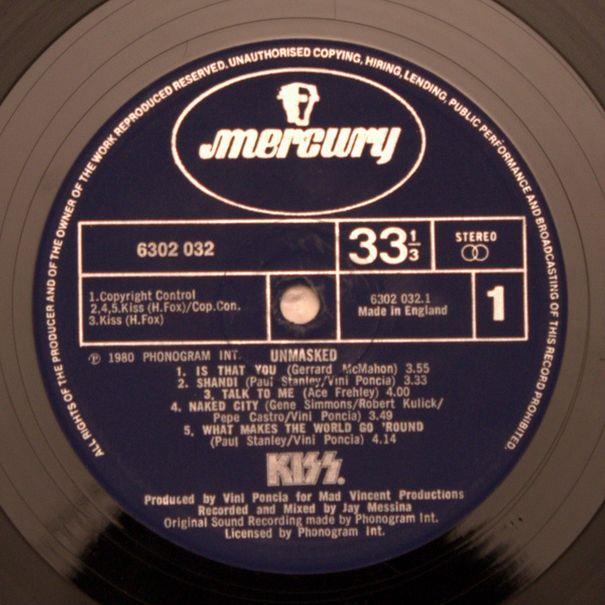 ALL RIGHTS OF THE PRODUCER AND OF THE OWNER OF THE WORK REPRODUCED RESERVED. UNAUTHORISED COPYING, HIRING, LENDING, PUBLIC PERFORMANCE AND BROADCASTING OF THIS RECORD PROHIBITED.
mercury
6302 032
33 1/3
STEREO
1.Copyright Control
2,4,5.Kiss (H.Fox)/Cop.Con.
3.Kiss (H.Fox)
6302 032.1
Made in England
1
℗ 1980 PHONOGRAM INT. UNMASKED
1. IS THAT YOU (Gerrard McMahon) 3.55
2. SHANDI (Paul Stanley/Vini Poncia) 3.33
3. TALK TO ME (Ace Frehley) 4.00
4. NAKED CITY (Gene Simmons/Robert Kulick/
Pepe Castro/Vini Poncia) 3.49
5. WHAT MAKES THE WORLD GO 'ROUND
(Paul Stanley/Vini Poncia) 4.14
KISS.
Produced by Vini Poncia for Mad Vincent Productions
Recorded and Mixed by Jay Messina
Original Sound Recording made by Phonogram Int.
Licensed by Phonogram Int.